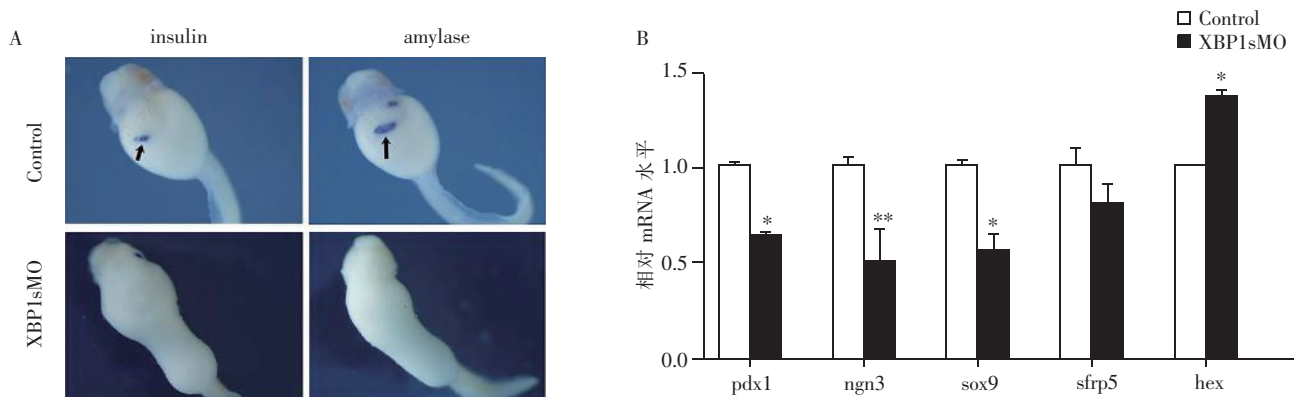 A
insulin
amylase
Control
XBP1sMO
B
Control
XBP1sMO
相对 mRNA 水平
1.5
1.0
0.5
0.0
*
**
*
*
pdx1
ngn3
sox9
sfrp5
hex